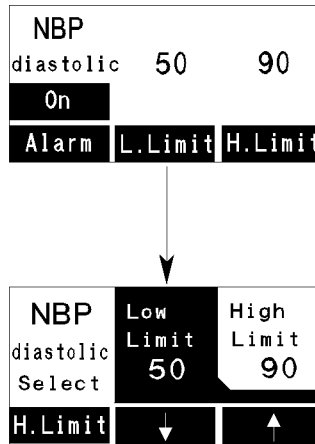 NBP
diastolic 50 90
On
Alarm L.Limit H.Limit
NBP
diastolic
Select
Low
Limit
50
High
Limit
90
H.Limit